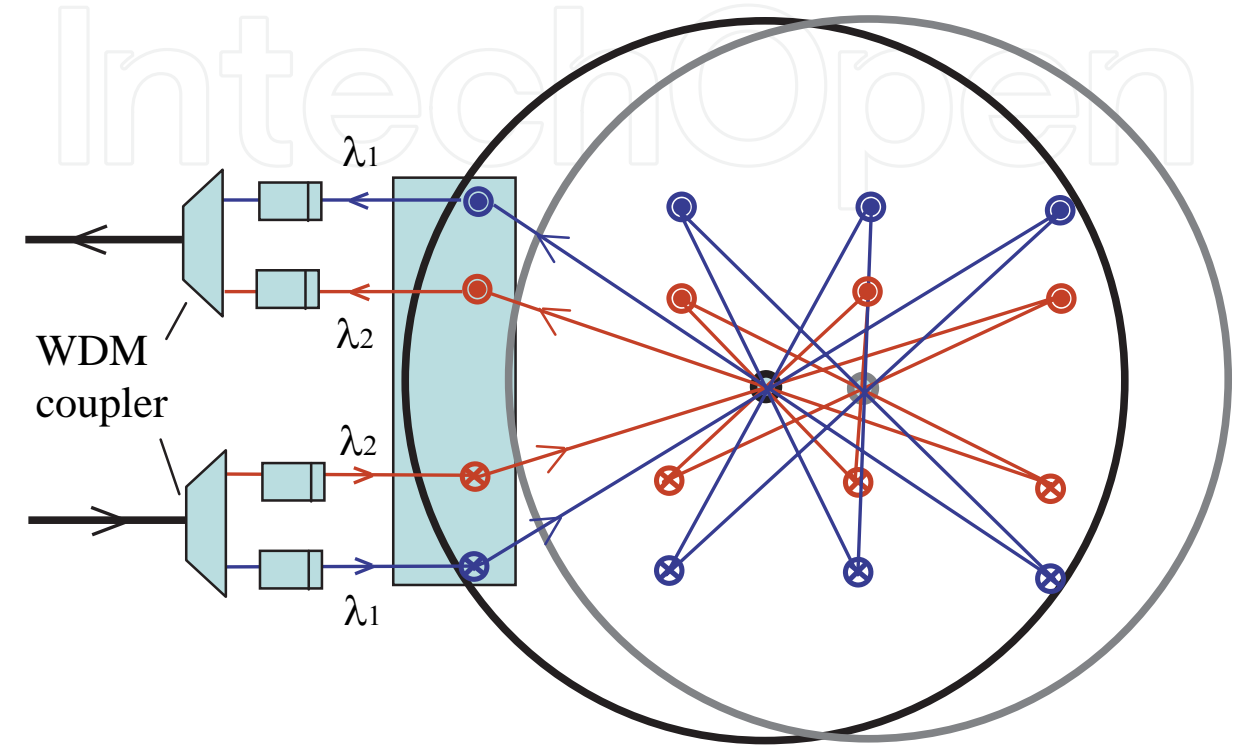 IntechOpen
λ1
λ2
WDM
coupler
λ2
λ1